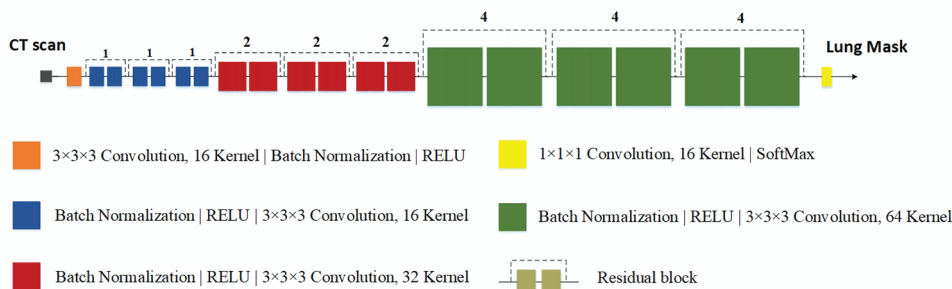 4 4 4
2 2 2
CT scan 1 1 1 Lung Mask
3×3×3 Convolution, 16 Kernel | Batch Normalization | RELU
1×1×1 Convolution, 16 Kernel | SoftMax
Batch Normalization | RELU | 3×3×3 Convolution, 16 Kernel
Batch Normalization | RELU | 3×3×3 Convolution, 64 Kernel
Batch Normalization | RELU | 3×3×3 Convolution, 32 Kernel
Residual block